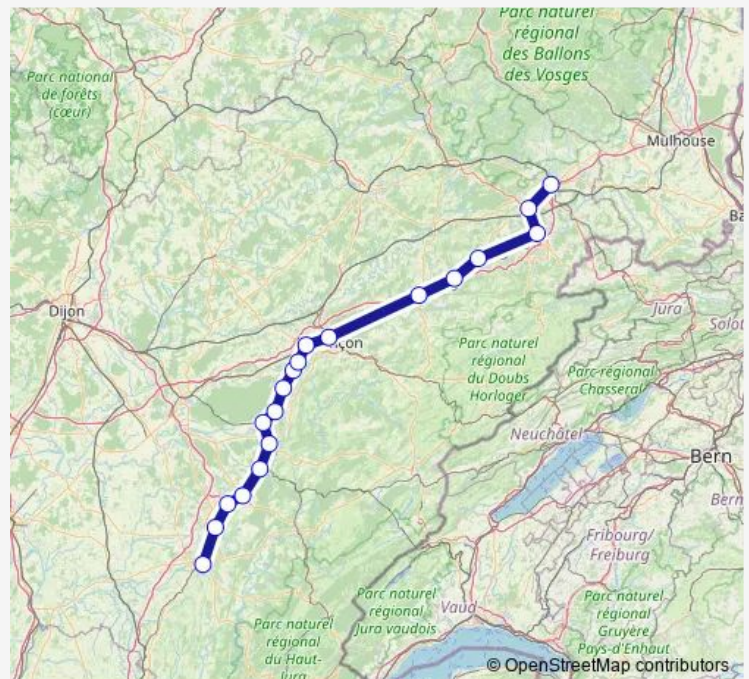 Parc naturel
régional
des Ballons
des Vosges
Parc national
de forêts
(cœur)
Mulhouse
Ba
Dijon
çon
Parc naturel
régional
du Doubs
Horloger
Jura
Solot
Parc régional
Chasseral
Neuchâtel
Bern
Bern
Fribourg/
Freiburg
Parc naturel
régional
Jura vaudois
Vaud
Parc naturel
régional
Gruyère
Pays-d'Enhaut
Parc naturel
régional
du Haut-
Jura
© OpenStreetMap contributors